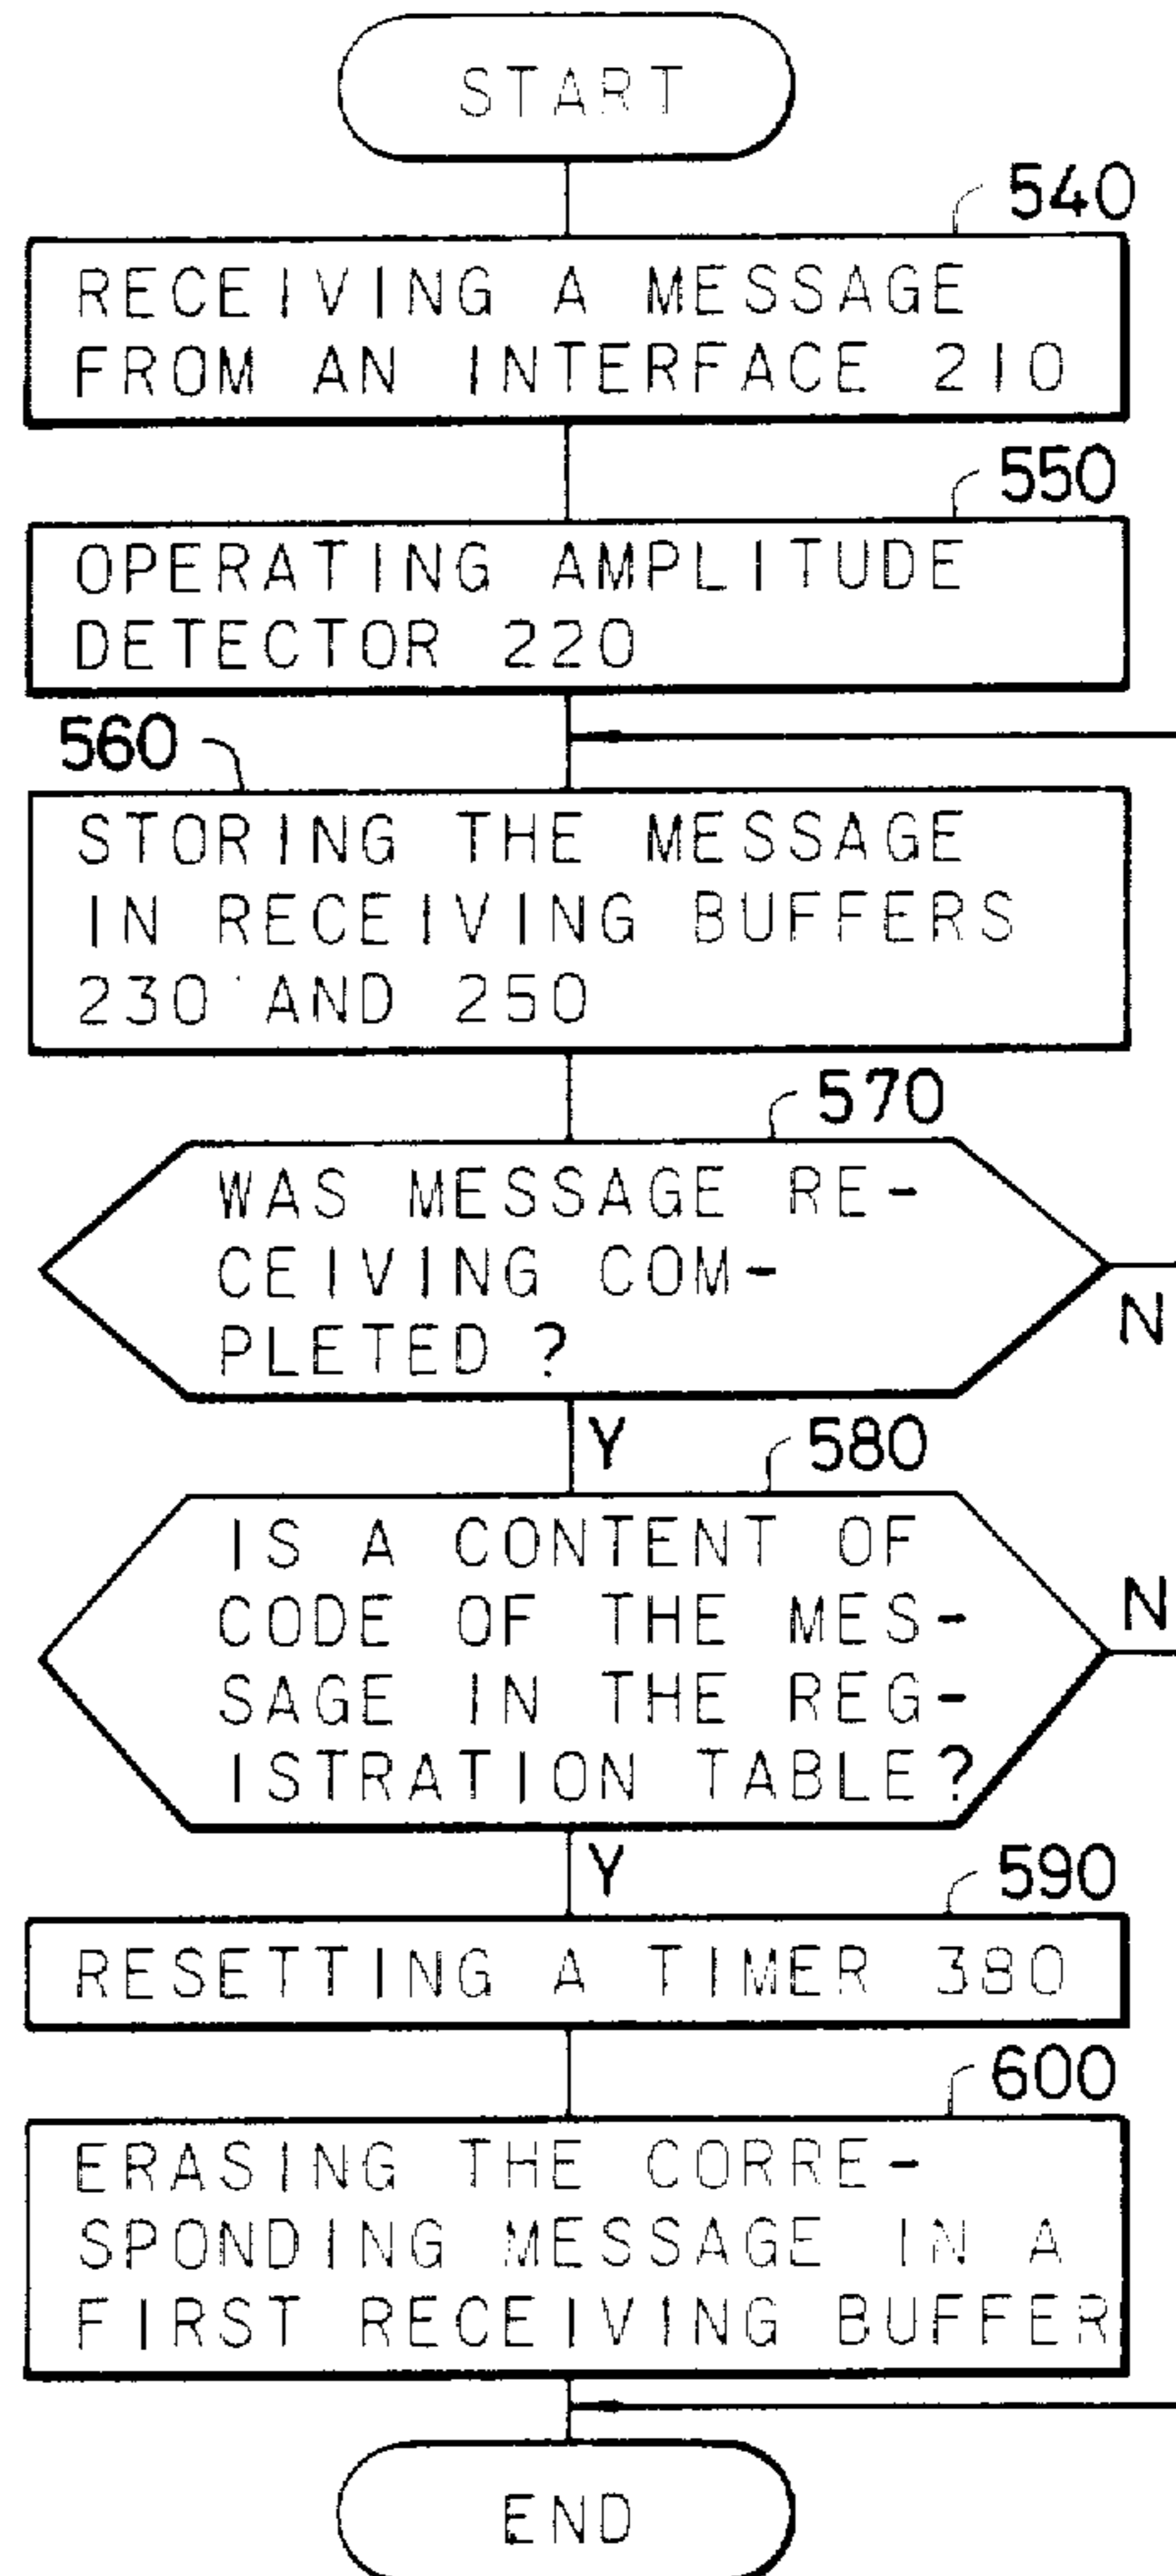 START
540
RECEIVING A MESSAGE
FROM AN INTERFACE 210
550
OPERATING AMPLITUDE
DETECTOR 220
560
STORING THE MESSAGE
IN RECEIVING BUFFERS
230 AND 250
570
WAS MESSAGE RE-
CEIVING COM-
PLETED ?
N
Y
580
IS A CONTENT OF
CODE OF THE MES-
SAGE IN THE REG-
ISTRATION TABLE?
N
Y
590
RESETTING A TIMER 380
600
ERASING THE CORRE-
SPONDING MESSAGE IN A
FIRST RECEIVING BUFFER
END